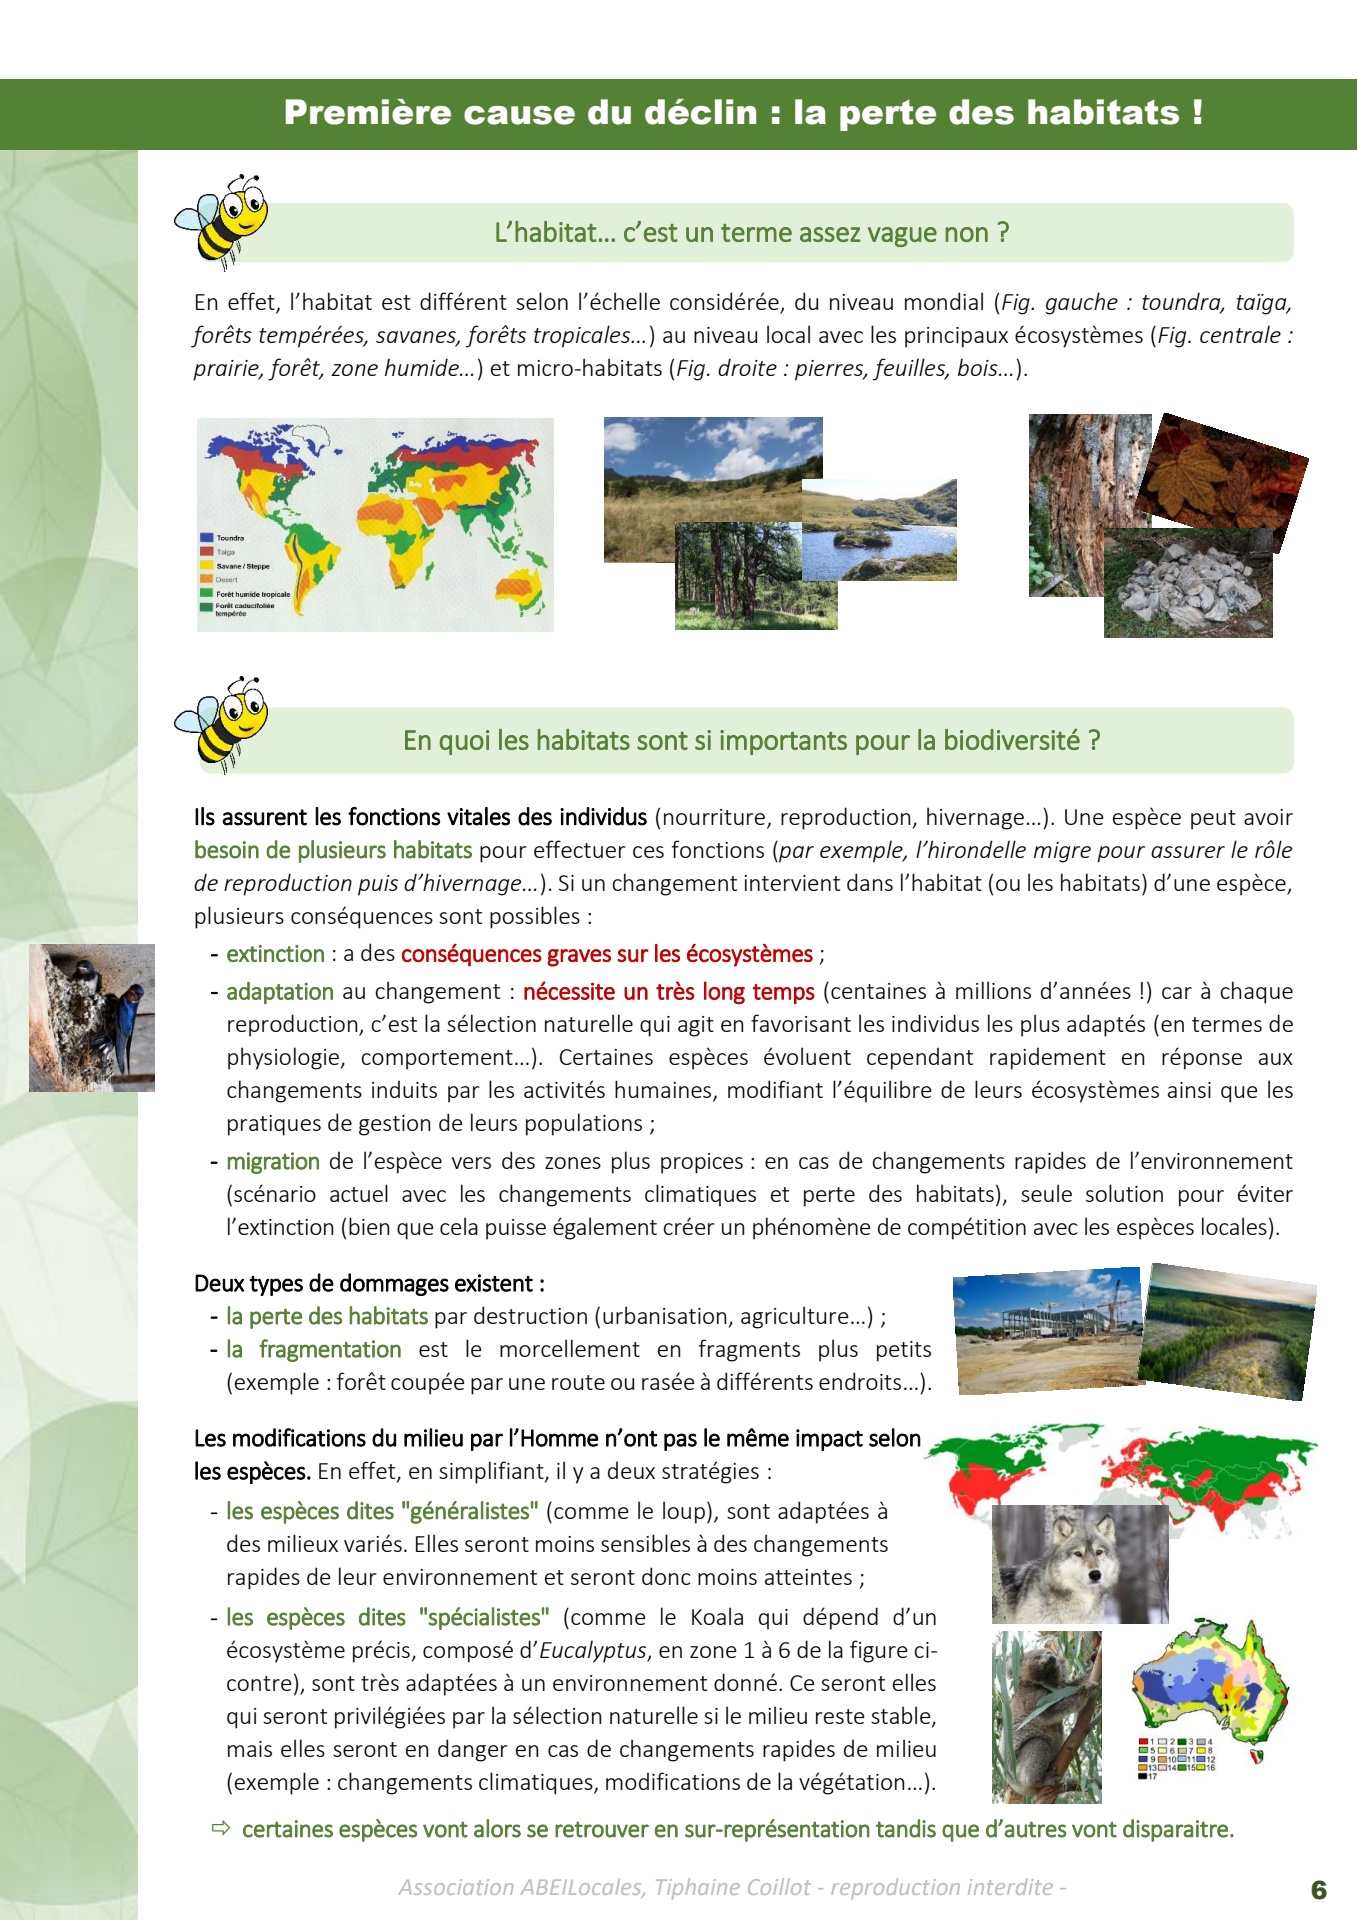 Première cause du déclin : la perte des habitats !
L’habitat… c’est un terme assez vague non ?
En effet, l’habitat est différent selon l’échelle considérée, du niveau mondial (Fig. gauche : toundra, taïga,
forêts tempérées, savanes, forêts tropicales…) au niveau local avec les principaux écosystèmes (Fig. centrale :
prairie, forêt, zone humide…) et micro-habitats (Fig. droite : pierres, feuilles, bois…).
Toundra
Taïga
Savane / Steppe
Desert
Forêt humide tropicale
Forêt caducifoliée
tempérée
En quoi les habitats sont si importants pour la biodiversité ?
Ils assurent les fonctions vitales des individus (nourriture, reproduction, hivernage…). Une espèce peut avoir
besoin de plusieurs habitats pour effectuer ces fonctions (par exemple, l’hirondelle migre pour assurer le rôle
de reproduction puis d’hivernage…). Si un changement intervient dans l’habitat (ou les habitats) d’une espèce,
plusieurs conséquences sont possibles :
- extinction : a des conséquences graves sur les écosystèmes ;
- adaptation au changement : nécessite un très long temps (centaines à millions d’années !) car à chaque
reproduction, c’est la sélection naturelle qui agit en favorisant les individus les plus adaptés (en termes de
physiologie, comportement…). Certaines espèces évoluent cependant rapidement en réponse aux
changements induits par les activités humaines, modifiant l’équilibre de leurs écosystèmes ainsi que les
pratiques de gestion de leurs populations ;
- migration de l’espèce vers des zones plus propices : en cas de changements rapides de l’environnement
(scénario actuel avec les changements climatiques et perte des habitats), seule solution pour éviter
l’extinction (bien que cela puisse également créer un phénomène de compétition avec les espèces locales).
Deux types de dommages existent :
- la perte des habitats par destruction (urbanisation, agriculture…) ;
- la fragmentation est le morcellement en fragments plus petits
(exemple : forêt coupée par une route ou rasée à différents endroits…).
Les modifications du milieu par l’Homme n’ont pas le même impact selon
les espèces. En effet, en simplifiant, il y a deux stratégies :
- les espèces dites "généralistes" (comme le loup), sont adaptées à
des milieux variés. Elles seront moins sensibles à des changements
rapides de leur environnement et seront donc moins atteintes ;
- les espèces dites "spécialistes" (comme le Koala qui dépend d’un
écosystème précis, composé d’Eucalyptus, en zone 1 à 6 de la figure ci-
contre), sont très adaptées à un environnement donné. Ce seront elles
qui seront privilégiées par la sélection naturelle si le milieu reste stable,
mais elles seront en danger en cas de changements rapides de milieu
(exemple : changements climatiques, modifications de la végétation…).
1 2 3 4
5 6 7 8
9 10 11 12
13 14 15 16
17
⇨ certaines espèces vont alors se retrouver en sur-représentation tandis que d’autres vont disparaitre.
Association ABEILocales, Tiphaine Coillot - reproduction interdite -
6